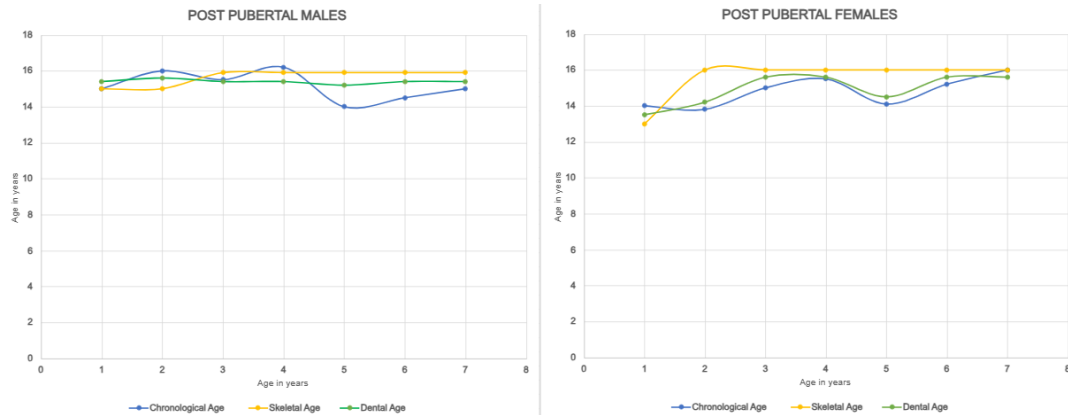 POST PUBERTAL MALES
18
16
14
12
10
8
6
4
2
0
Age in years
0 1 2 3 4 5 6 7 8
Age in years
Chronological Age Skeletal Age Dental Age
POST PUBERTAL FEMALES
18
16
14
12
10
8
6
4
2
0
Age in years
0 1 2 3 4 5 6 7 8
Age in years
Chronological Age Skeletal Age Dental Age